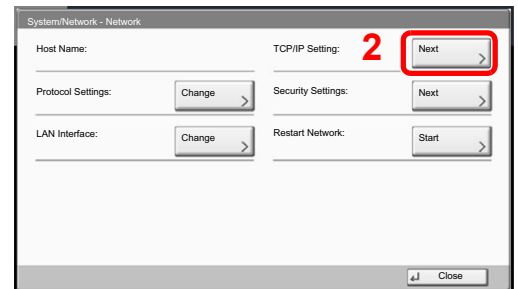 System/Network - Network
Host Name:
TCP/IP Setting:
2
Next
Protocol Settings:
Change
Security Settings:
Next
LAN Interface:
Change
Restart Network:
Start
Close